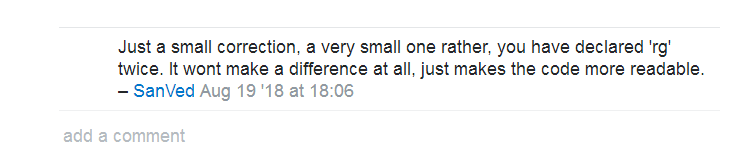 Just a small correction, a very small one rather, you have declared 'rg'
twice. It wont make a difference at all, just makes the code more readable.
– SanVed Aug 19 '18 at 18:06
add a comment